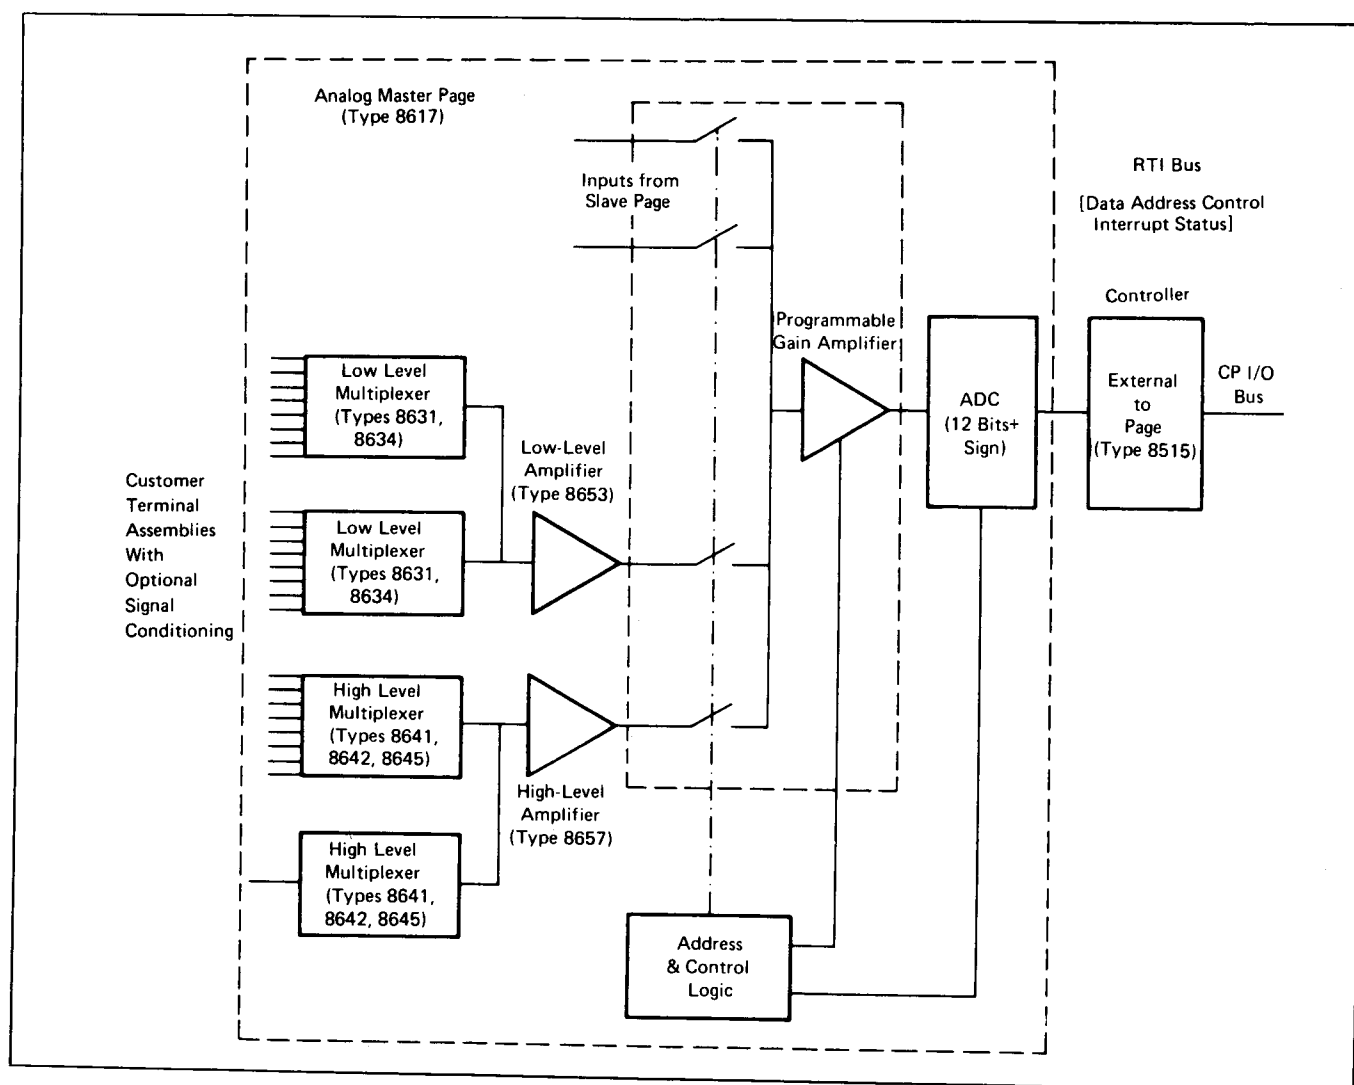 Analog Master Page
(Type 8617)
Inputs from
Slave Page
RTI Bus
[Data Address Control
Interrupt Status]
Controller
Programmable
Gain Amplifier
Low Level
Multiplexer
(Types 8631,
8634)
ADC
(12 Bits+
Sign)
External
to
Page
(Type 8515)
CP I/O
Bus
Low-Level
Amplifier
(Type 8653)
Customer
Terminal
Assemblies
With
Optional
Signal
Conditioning
Low Level
Multiplexer
(Types 8631,
8634)
High Level
Multiplexer
(Types 8641,
8642, 8645)
High-Level
Amplifier
(Type 8657)
High Level
Multiplexer
(Types 8641,
8642, 8645)
Address
& Control
Logic